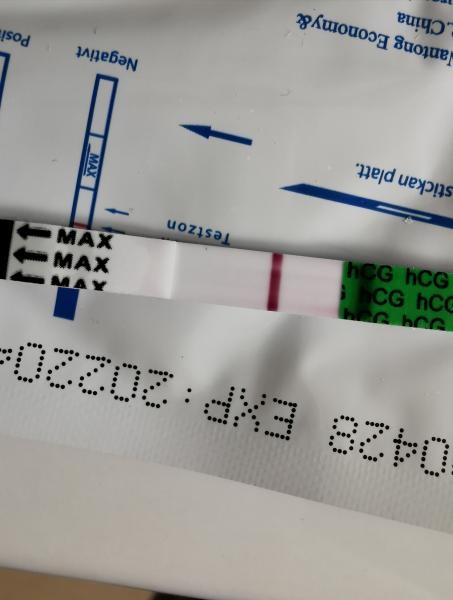 Nantong Economy&
China
stickan platt.
Negativt
MAX
Testzon
MAX
MAX
MAX
hCG hCG
hCG hCG
hCG hCG
0428 EXP:20220